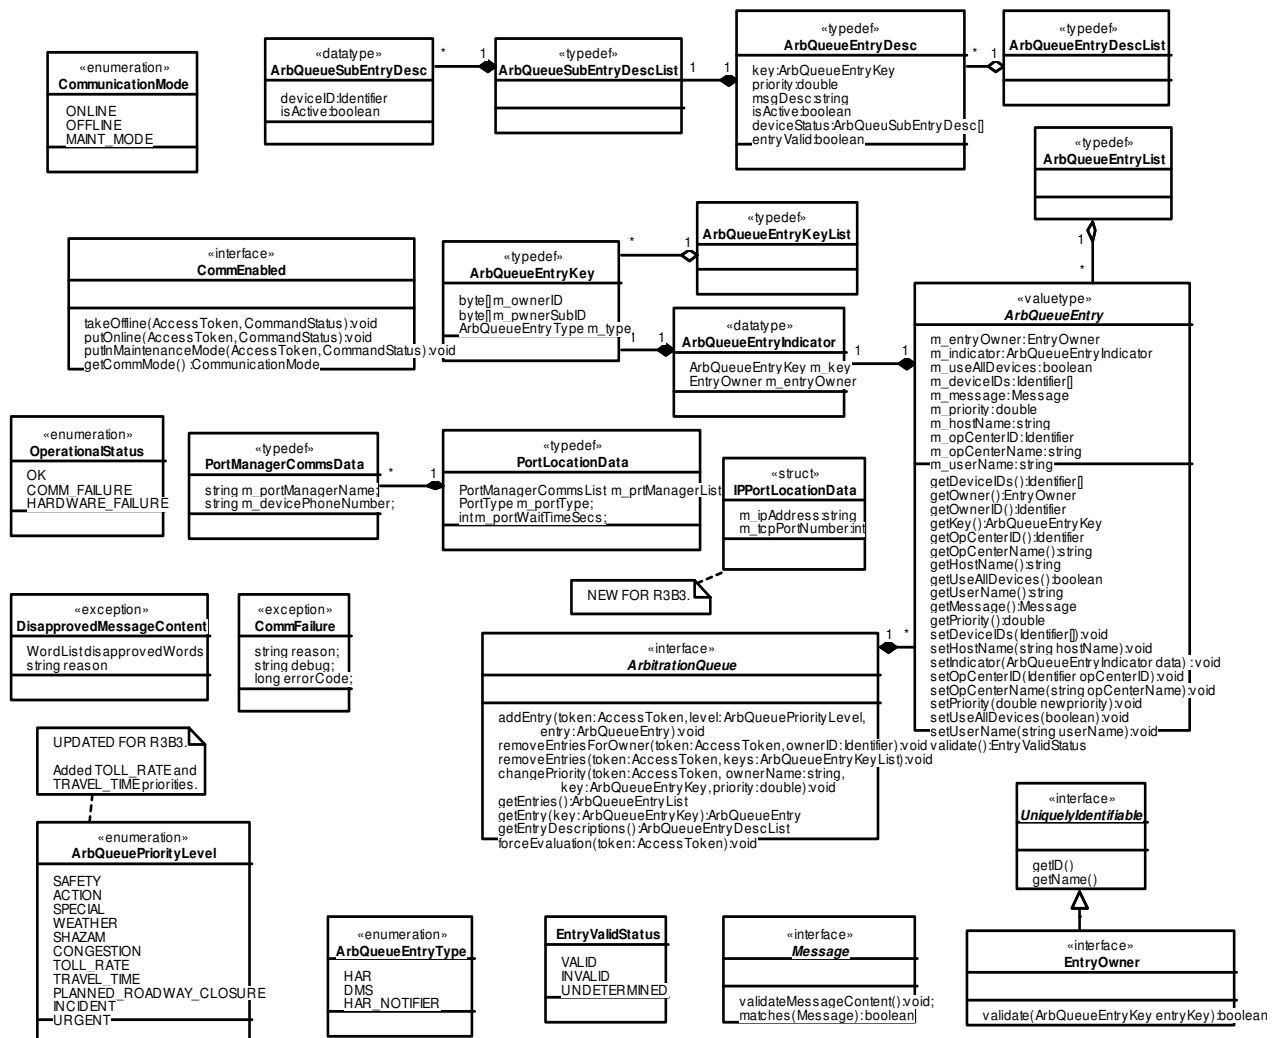 «enumeration»
CommunicationMode
ONLINE
OFFLINE
MAINT_MODE
«datatype»
ArbQueueSubEntryDesc
deviceID:Identifier
isActive:boolean
*
1
«typedef»
ArbQueueSubEntryDescList
1
1
«typedef»
ArbQueueEntryDesc
key:ArbQueueEntryKey
priority:double
msgDesc:string
isActive:boolean
deviceStatus:ArbQueuSubEntryDesc[]
entryValid:boolean
*
1
«typedef»
ArbQueueEntryDescList
«typedef»
ArbQueueEntryList
1
*
«interface»
CommEnabled
takeOffline(AccessToken,CommandStatus):void
putOnline(AccessToken,CommandStatus):void
putInMaintenanceMode(AccessToken,CommandStatus):void
getCommMode() :CommunicationMode
«typedef»
ArbQueueEntryKey
byte[] m_ownerID
byte[] m_pwnerSubID
ArbQueueEntryType m_type
*
1
«typedef»
ArbQueueEntryKeyList
1
1
«datatype»
ArbQueueEntryIndicator
ArbQueueEntryKey m_key
EntryOwner m_entryOwner
1
1
«valuetype»
ArbQueueEntry
m_entryOwner:EntryOwner
m_indicator:ArbQueueEntryIndicator
m_useAllDevices:boolean
m_deviceIDs:Identifier[]
m_message:Message
m_priority:double
m_hostName:string
m_opCenterID:Identifier
m_opCenterName:string
m_userName:string
getDeviceIDs():Identifier[]
getOwner():EntryOwner
getOwnerID():Identifier
getKey():ArbQueueEntryKey
getOpCenterID():Identifier
getOpCenterName():string
getHostName():string
getUseAllDevices():boolean
getUserName():string
getMessage():Message
getPriority():double
setDeviceIDs(Identifier[]):void
setHostName(string hostName):void
setIndicator(ArbQueueEntryIndicator data) :void
setOpCenterID(Identifier opCenterID):void
setOpCenterName(string opCenterName):void
setPriority(double newpriority):void
setUseAllDevices(boolean):void
setUserName(string userName):void
validate():EntryValidStatus
«enumeration»
OperationalStatus
OK
COMM_FAILURE
HARDWARE_FAILURE
«typedef»
PortManagerCommsData
string m_portManagerName;
string m_devicePhoneNumber;
*
1
«typedef»
PortLocationData
PortManagerCommsList m_prtManagerList
PortType m_portType;
int m_portWaitTimeSecs;
«struct»
IPPortLocationData
m_ipAddress:string
m_tcpPortNumber:int
NEW FOR R3B3.
«exception»
DisapprovedMessageContent
WordList disapprovedWords
string reason
«exception»
CommFailure
string reason;
string debug;
long errorCode;
«interface»
ArbitrationQueue
addEntry(token:AccessToken,level:ArbQueuePriorityLevel,
entry:ArbQueueEntry):void
removeEntriesForOwner(token:AccessToken,ownerID:Identifier):void
removeEntries(token:AccessToken,keys:ArbQueueEntryKeyList):void
changePriority(token:AccessToken, ownerName:string,
key:ArbQueueEntryKey,priority:double):void
getEntries():ArbQueueEntryList
getEntry(key:ArbQueueEntryKey):ArbQueueEntry
getEntryDescriptions():ArbQueueEntryDescList
forceEvaluation(token:AccessToken):void
1
*
UPDATED FOR R3B3.
Added TOLL_RATE and
TRAVEL_TIME priorities.
«enumeration»
ArbQueuePriorityLevel
SAFETY
ACTION
SPECIAL
WEATHER
SHAZAM
CONGESTION
TOLL_RATE
TRAVEL_TIME
PLANNED_ROADWAY_CLOSURE
INCIDENT
URGENT
«enumeration»
ArbQueueEntryType
HAR
DMS
HAR_NOTIFIER
EntryValidStatus
VALID
INVALID
UNDETERMINED
«interface»
Message
validateMessageContent():void;
matches(Message):boolean
«interface»
UniquelyIdentifiable
getID()
getName()
«interface»
EntryOwner
validate(ArbQueueEntryKey entryKey):boolean